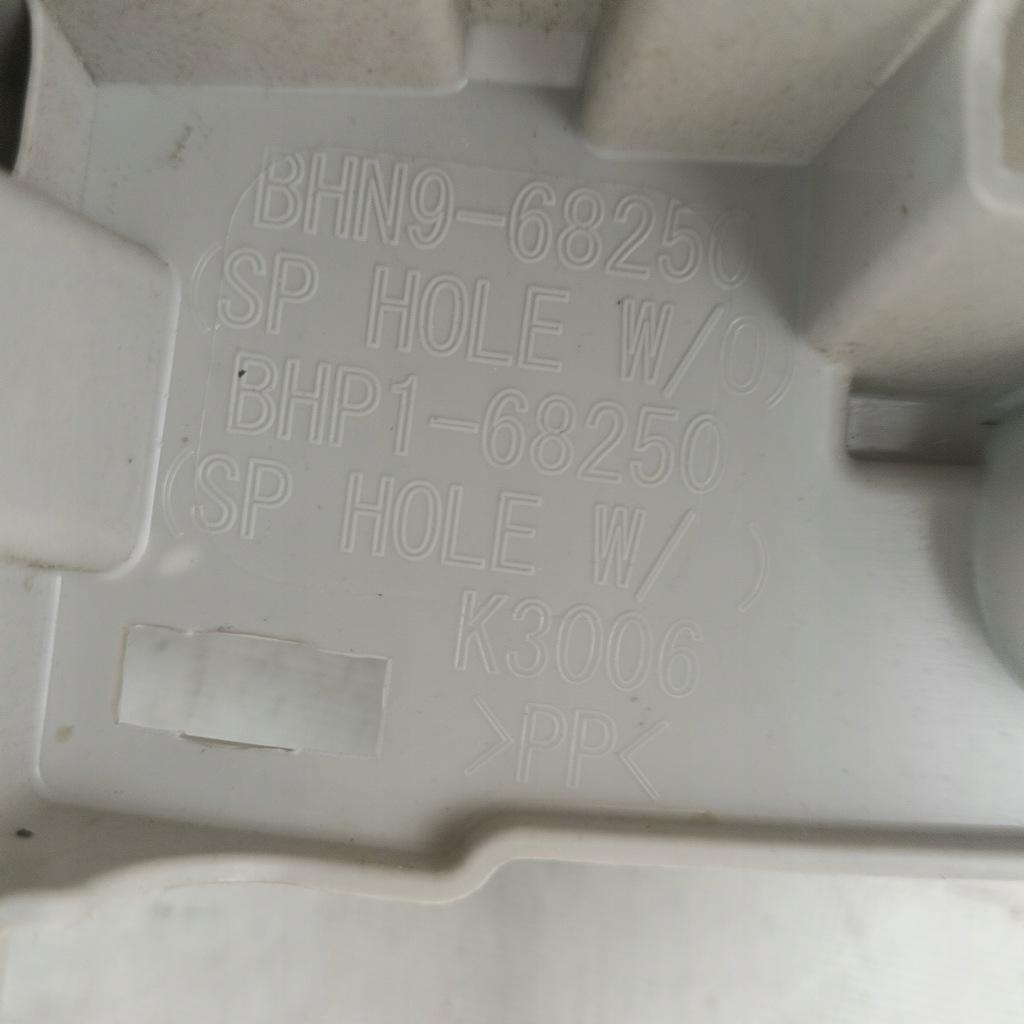 BHN9-68250
(SP HOLE W/O)
BHP1-68250
(SP HOLE W/ )
K3006
>PP<